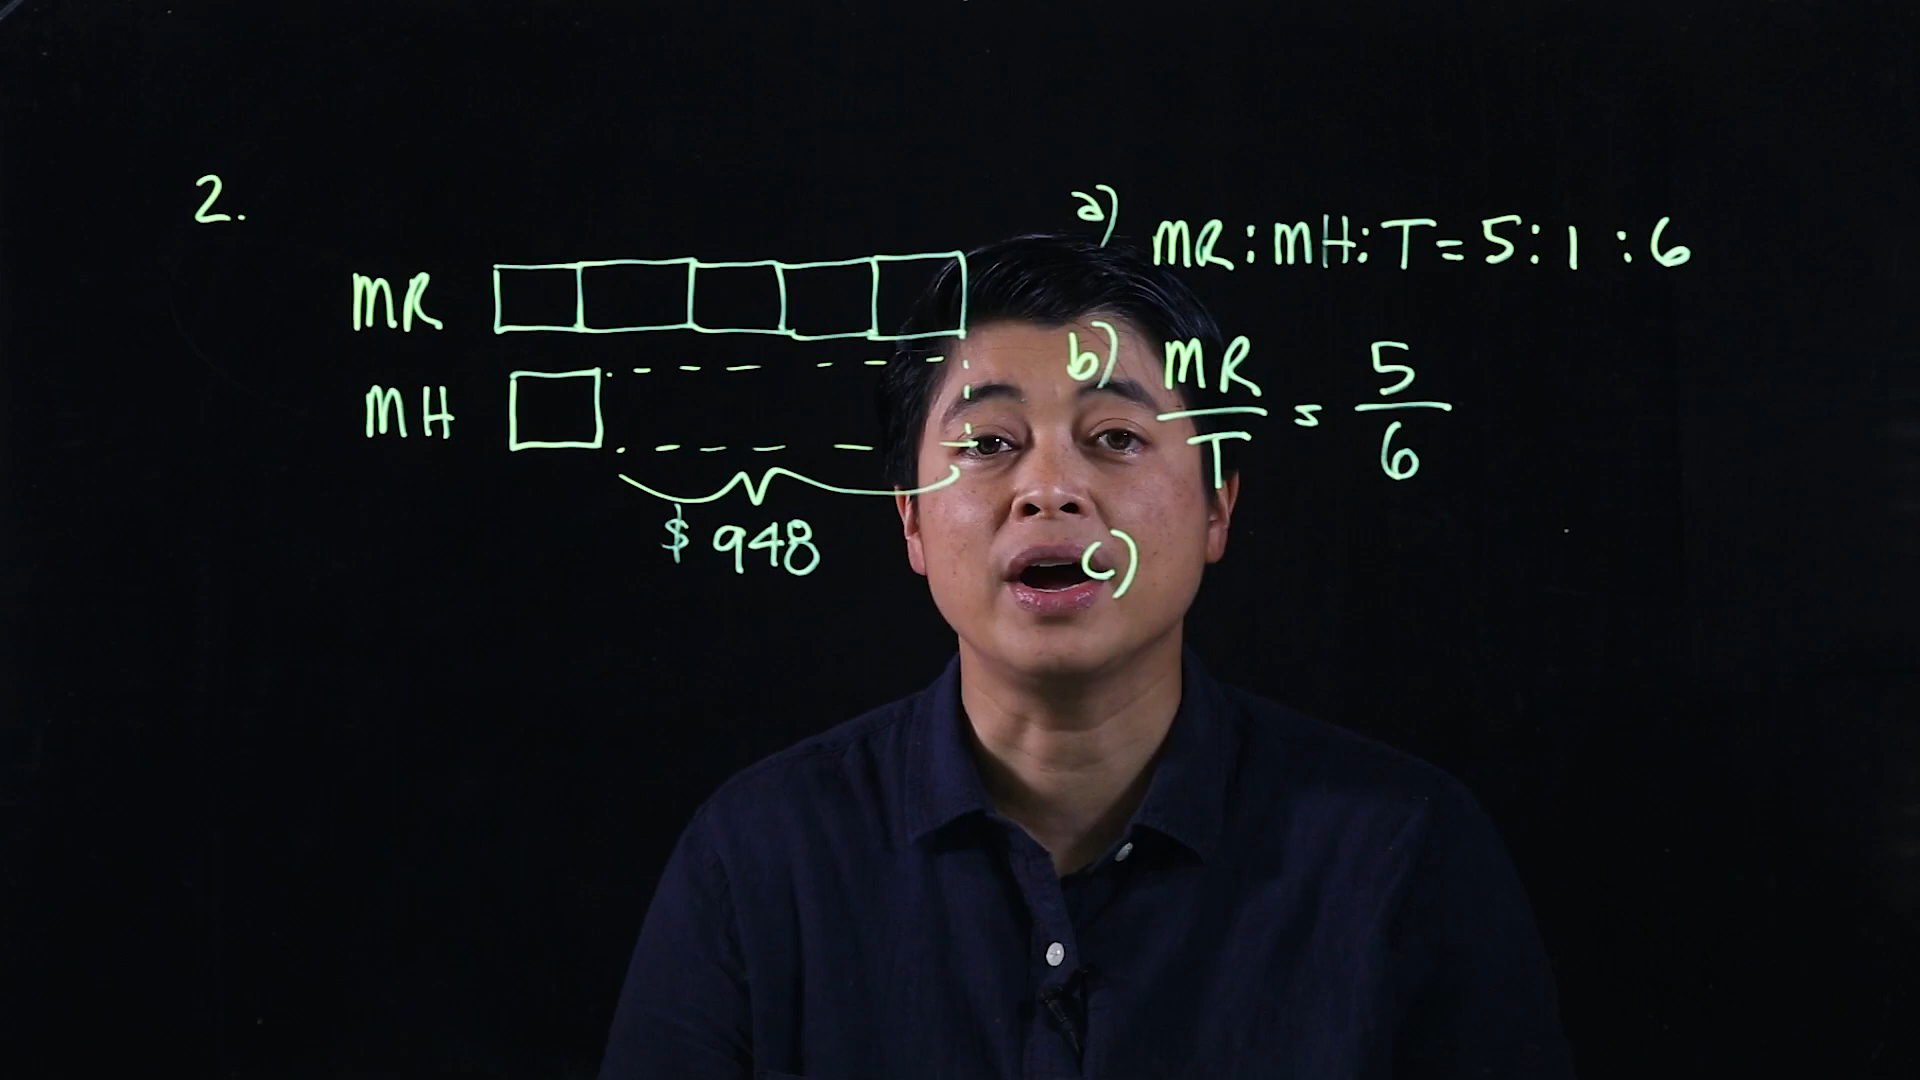 2.
MR
MH
$ 948
a) MR : MH : T = 5 : 1 : 6
b) MR/T = 5/6
c)